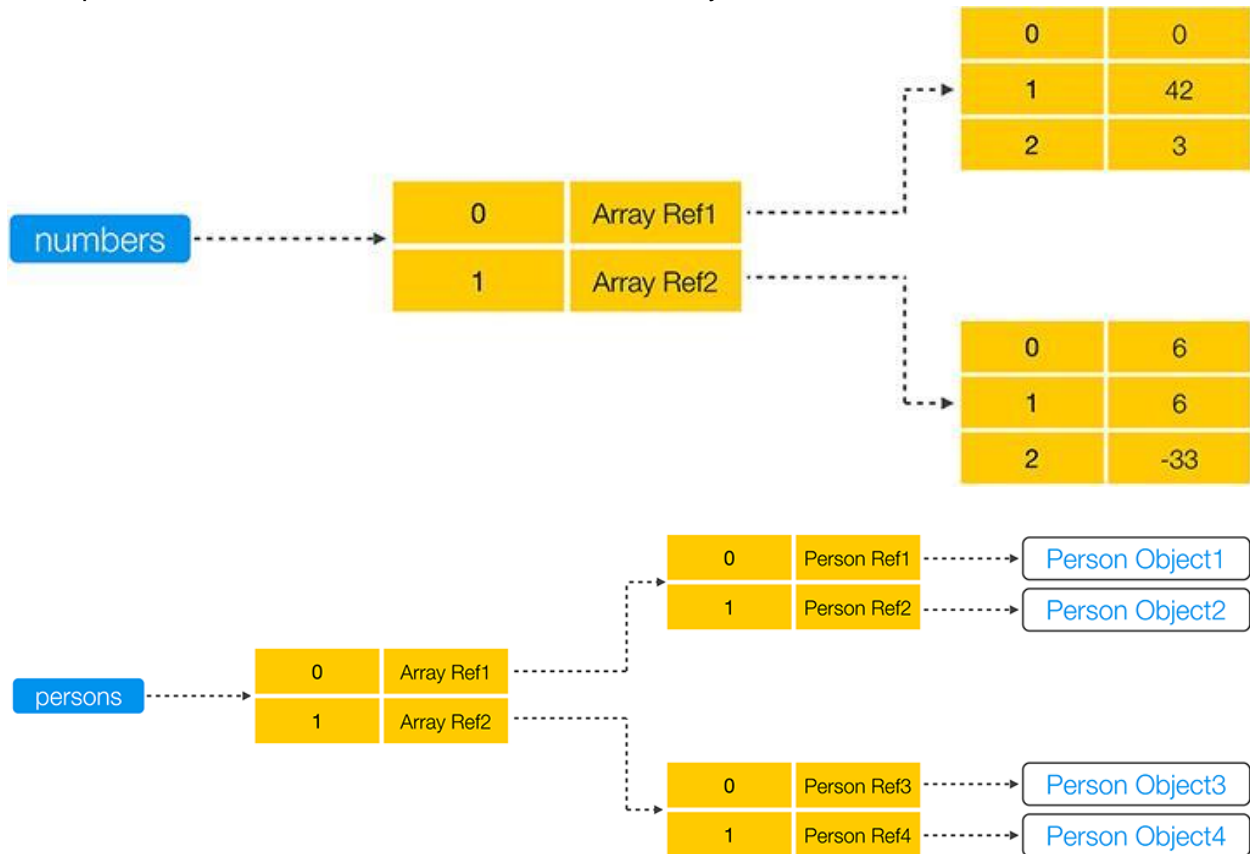 0 0
1 42
2 3
numbers
0 Array Ref1
1 Array Ref2
0 6
1 6
2 -33
persons
0 Array Ref1
1 Array Ref2
0 Person Ref1 Person Object1
1 Person Ref2 Person Object2
0 Person Ref3 Person Object3
1 Person Ref4 Person Object4